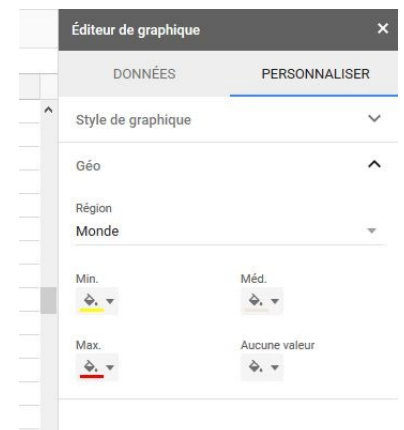 Éditeur de graphique
DONNÉES PERSONNALISER
Style de graphique
Géo
Région
Monde
Min. Méd.
Max. Aucune valeur